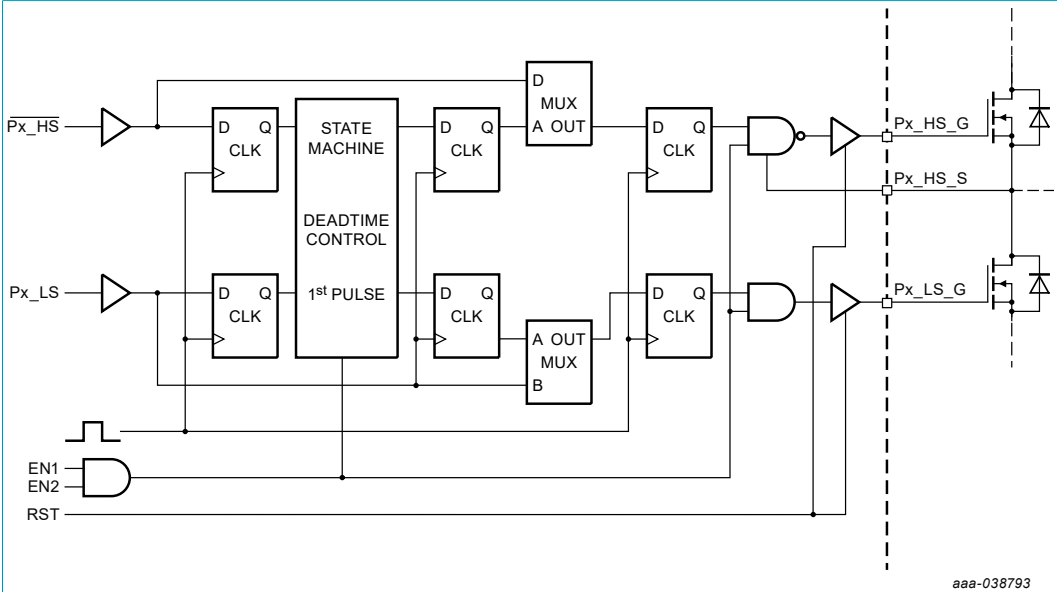 Px_HS
D Q
CLK
STATE
MACHINE
DEADTIME
CONTROL
1st PULSE
D Q
CLK
D
MUX
A OUT
D Q
CLK
Px_HS_G
Px_HS_S
Px_LS
D Q
CLK
D Q
CLK
A OUT
MUX
B
D Q
CLK
Px_LS_G
EN1
EN2
RST
aaa-038793